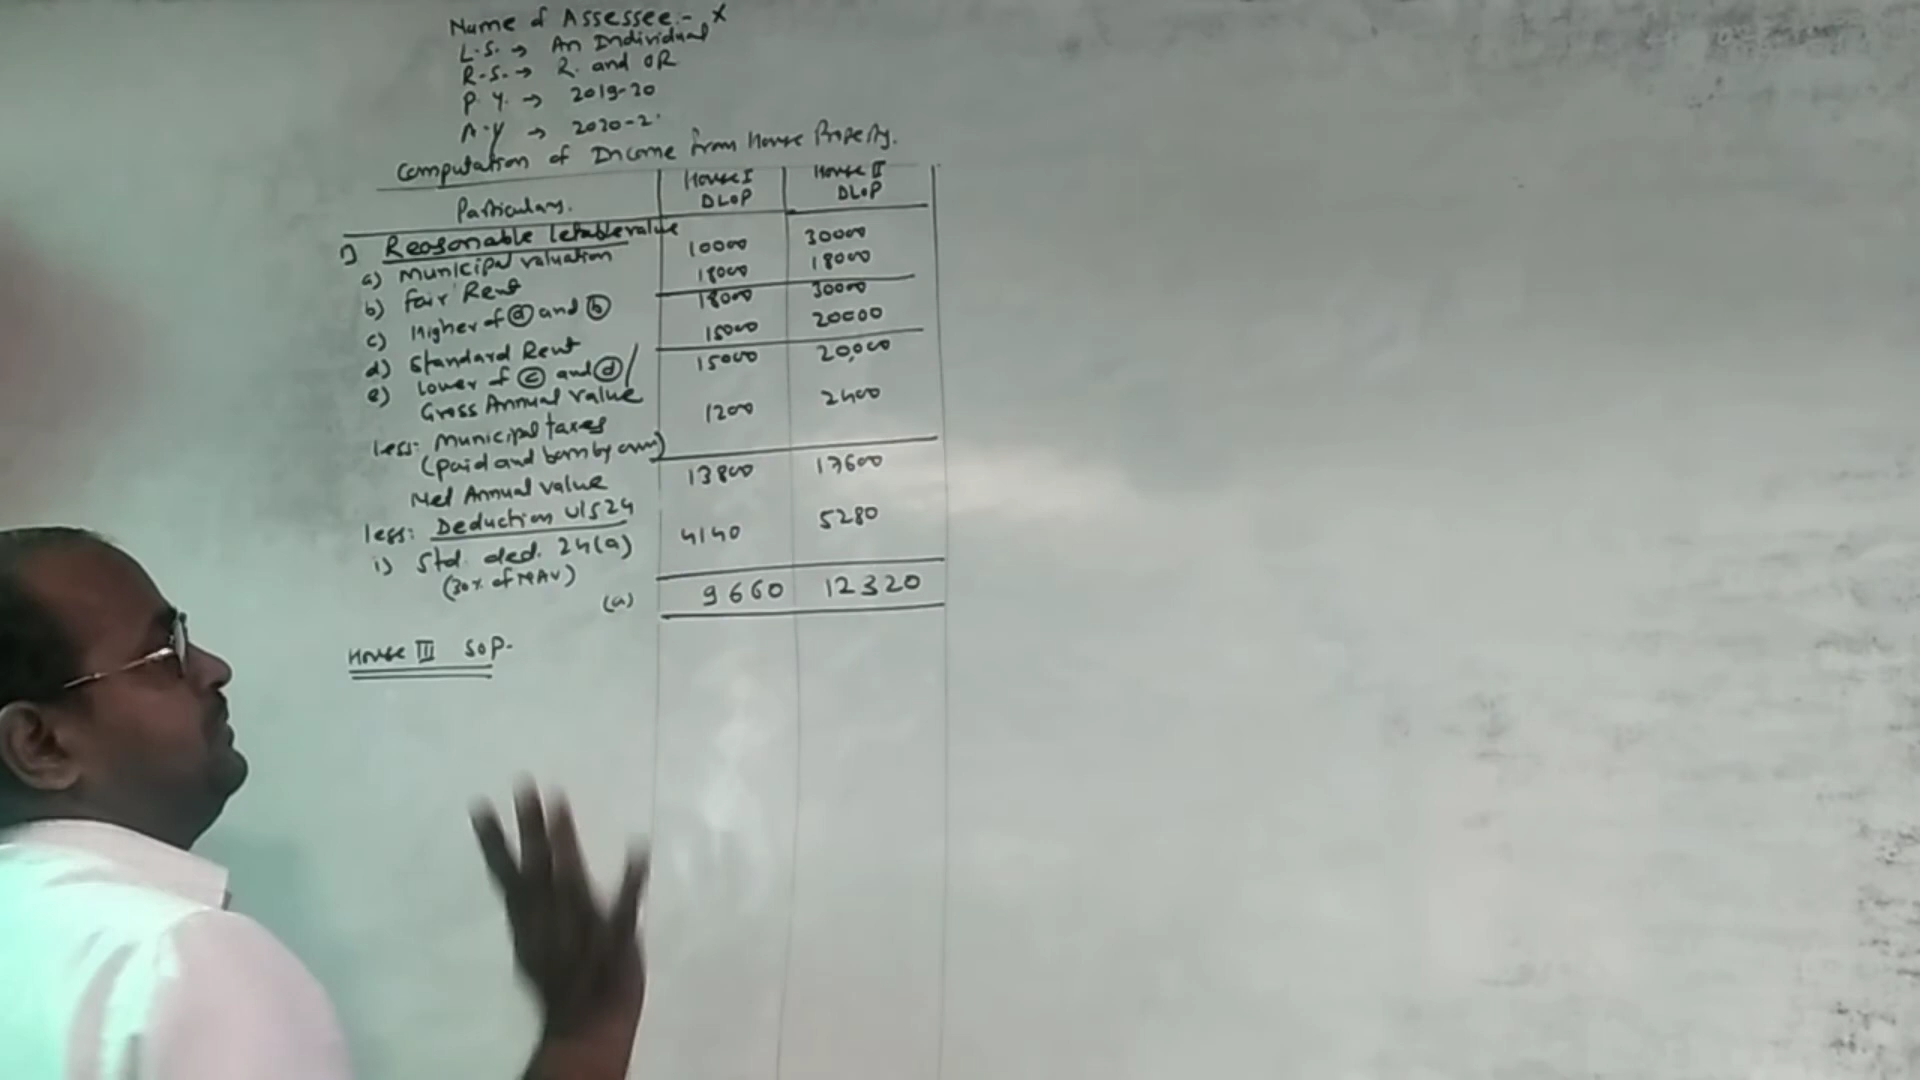 Name of Assessee:- X
L.S. → An Individual
R.S. → R. and OR
P.Y. → 2019-20
A.Y → 2020-2
Computation of Income from House Property.
Particulars. House I DLOP House II DLOP
1) Reasonable letable value
a) Municipal valuation 10000 30000
b) Fair Rent 18000 18000
c) Higher of ⓐ and ⓑ 18000 30000
d) Standard Rent 15000 20000
e) Lower of ⓒ and ⓓ/ 15000 20,000
Gross Annual Value
less:- Municipal taxes 1200 2400
(paid and born by own)
Net Annual Value 13800 17600
less: Deduction U/S 24
i) Std. ded. 24(a) 4140 5280
(30% of NAV)
(a) 9660 12320
House III SOP.